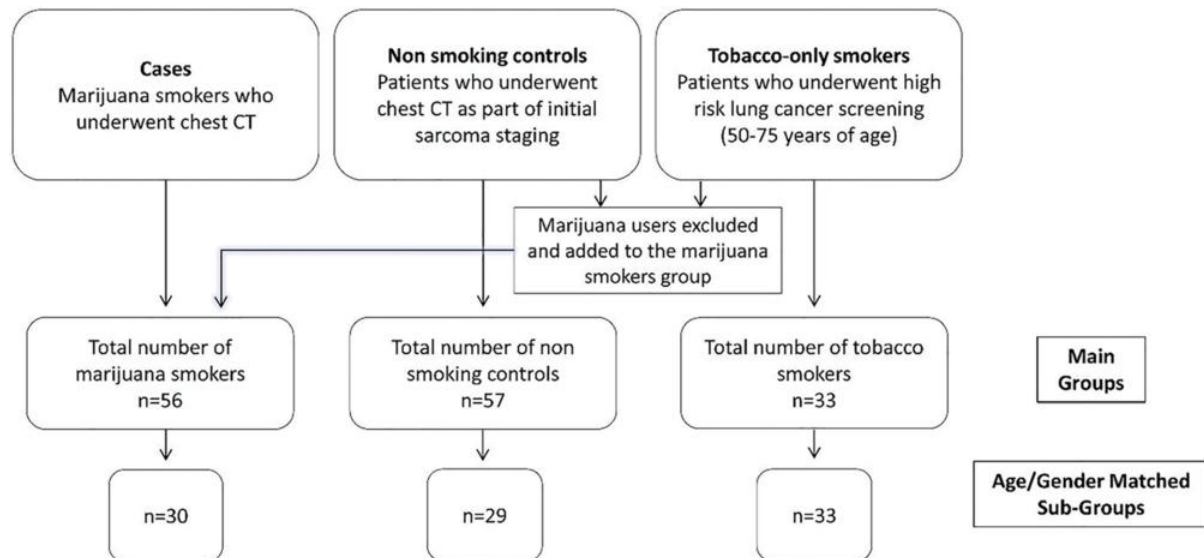 Cases
Marijuana smokers who
underwent chest CT
Non smoking controls
Patients who underwent
chest CT as part of initial
sarcoma staging
Tobacco-only smokers
Patients who underwent high
risk lung cancer screening
(50-75 years of age)
Marijuana users excluded
and added to the marijuana
smokers group
Total number of
marijuana smokers
n=56
Total number of non
smoking controls
n=57
Total number of tobacco
smokers
n=33
Main
Groups
n=30
n=29
n=33
Age/Gender Matched
Sub-Groups